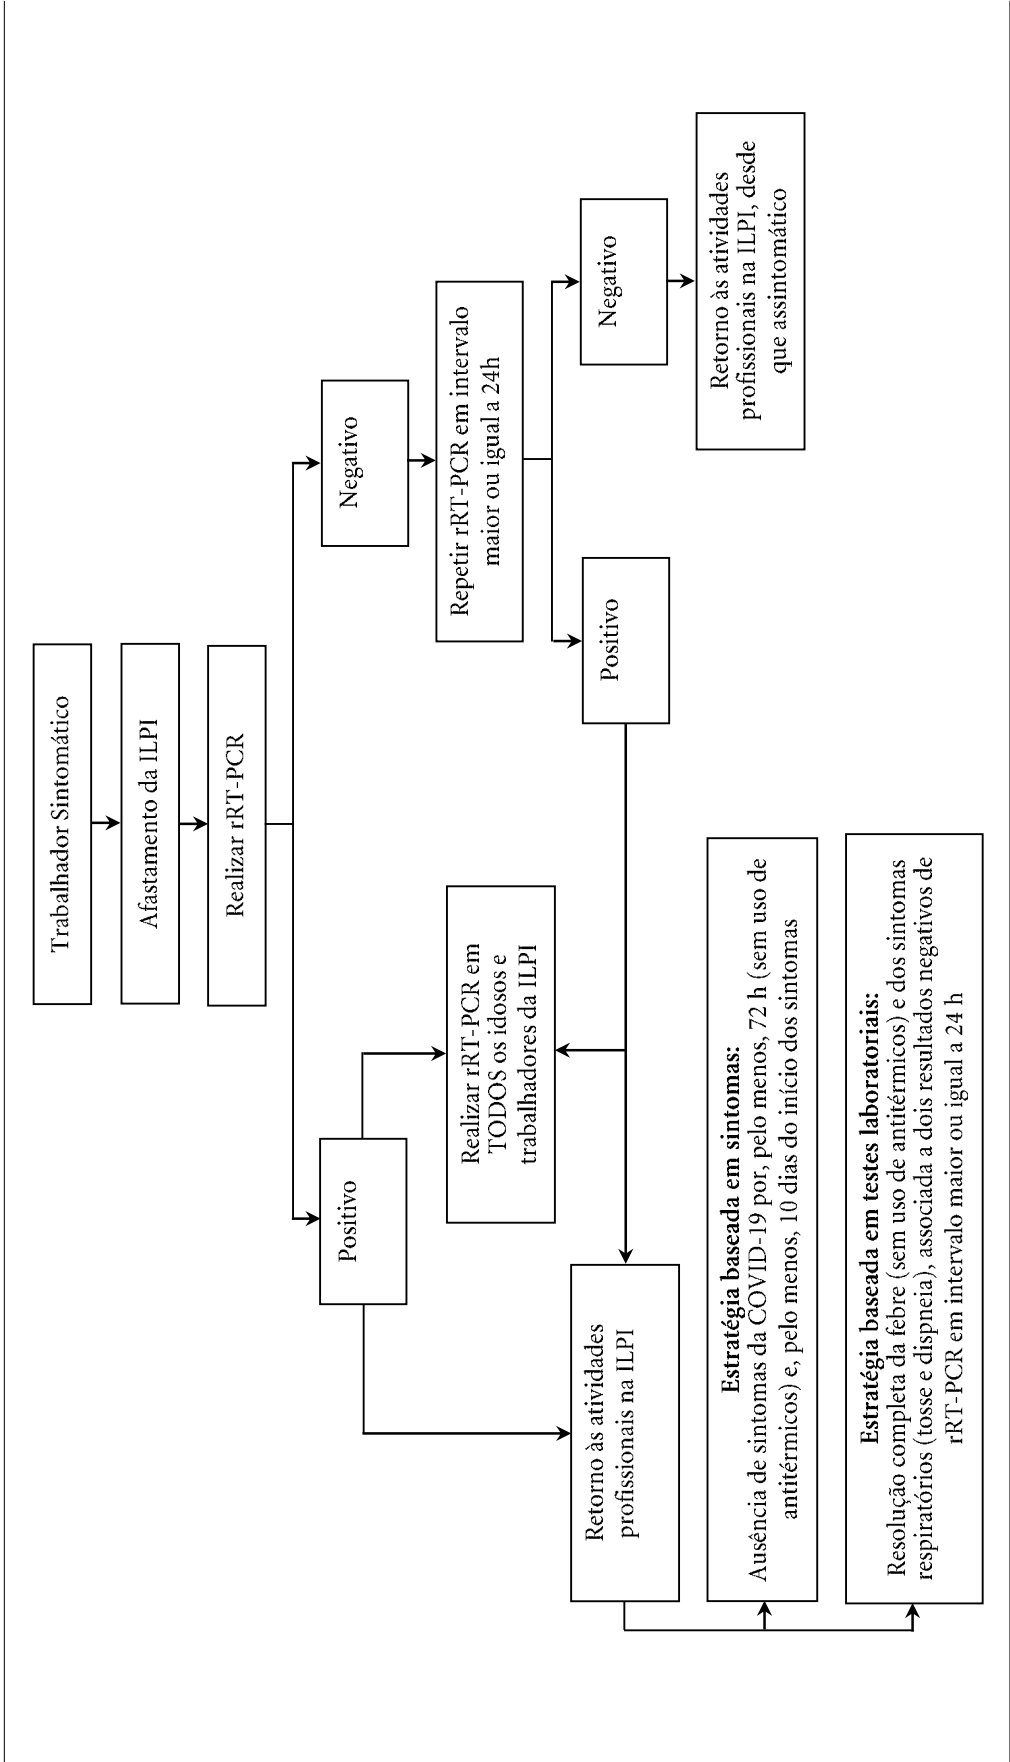 Trabalhador Sintomático
Afastamento da ILPI
Realizar rRT-PCR
Positivo
Negativo
Realizar rRT-PCR em
TODOS os idosos e
trabalhadores da ILPI
Repetir rRT-PCR em intervalo
maior ou igual a 24h
Retorno às atividades
profissionais na ILPI
Positivo
Negativo
Retorno às atividades
profissionais na ILPI, desde
que assintomático
Estratégia baseada em sintomas:
Ausência de sintomas da COVID-19 por, pelo menos, 72 h (sem uso de
antitérmicos) e, pelo menos, 10 dias do início dos sintomas
Estratégia baseada em testes laboratoriais:
Resolução completa da febre (sem uso de antitérmicos) e dos sintomas
respiratórios (tosse e dispneia), associada a dois resultados negativos de
rRT-PCR em intervalo maior ou igual a 24 h